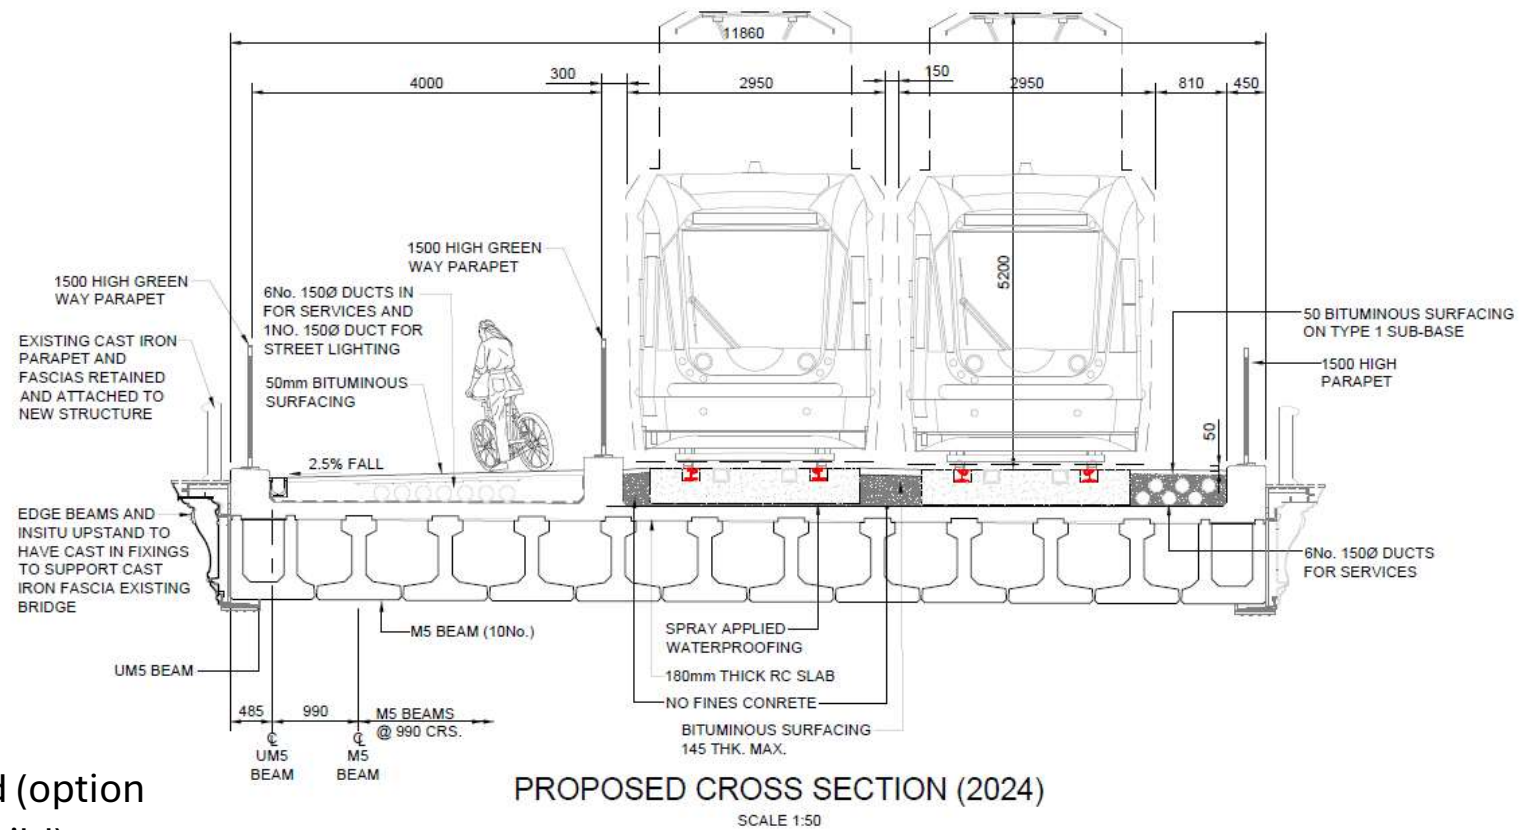 11860
4000
300
2950
150
2950
810
450
5200
50
1500 HIGH GREEN
WAY PARAPET
1500 HIGH GREEN
WAY PARAPET
6No. 150Ø DUCTS IN
FOR SERVICES AND
1NO. 150Ø DUCT FOR
STREET LIGHTING
EXISTING CAST IRON
PARAPET AND
FASCIAS RETAINED
AND ATTACHED TO
NEW STRUCTURE
50mm BITUMINOUS
SURFACING
50 BITUMINOUS SURFACING
ON TYPE 1 SUB-BASE
1500 HIGH
PARAPET
2.5% FALL
EDGE BEAMS AND
INSITU UPSTAND TO
HAVE CAST IN FIXINGS
TO SUPPORT CAST
IRON FASCIA EXISTING
BRIDGE
6No. 150Ø DUCTS
FOR SERVICES
M5 BEAM (10No.)
SPRAY APPLIED
WATERPROOFING
UM5 BEAM
180mm THICK RC SLAB
NO FINES CONRETE
BITUMINOUS SURFACING
145 THK. MAX.
485
990
M5 BEAMS
@ 990 CRS.
℄
UM5
BEAM
℄
M5
BEAM
(option
PROPOSED CROSS SECTION (2024)
SCALE 1:50